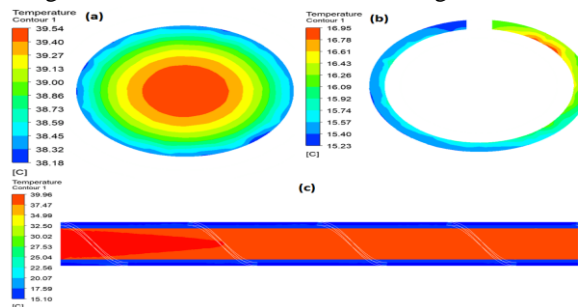 Temperature
Contour 1
(a)
39.54
39.40
39.27
39.13
39.00
38.86
38.73
38.59
38.45
38.32
38.18
[C]
Temperature
Contour 1
(b)
16.95
16.78
16.61
16.43
16.26
16.09
15.92
15.74
15.57
15.40
15.23
[C]
Temperature
Contour 1
(c)
39.96
37.47
34.99
32.50
30.02
27.53
25.04
22.56
20.07
17.59
15.10
[C]